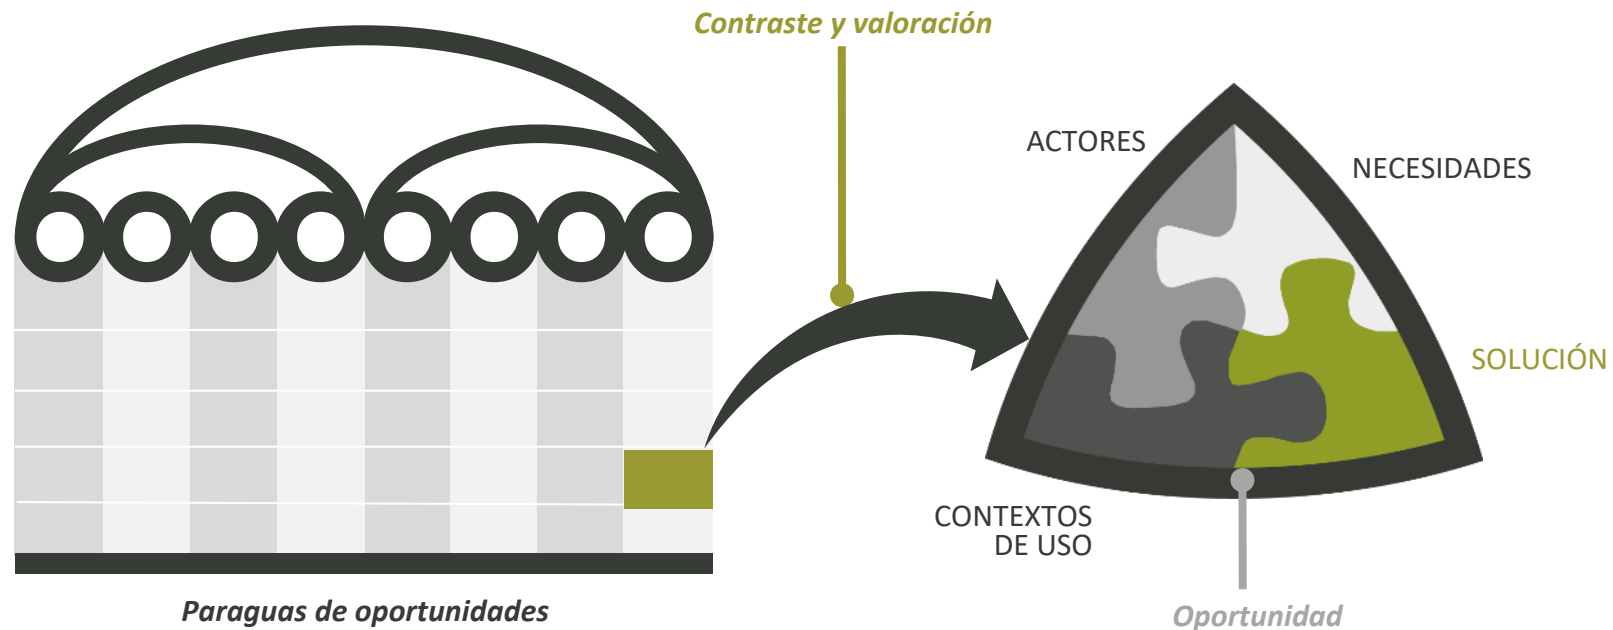 Contraste y valoración
ACTORES
NECESIDADES
SOLUCIÓN
CONTEXTOS
DE USO
Paraguas de oportunidades
Oportunidad